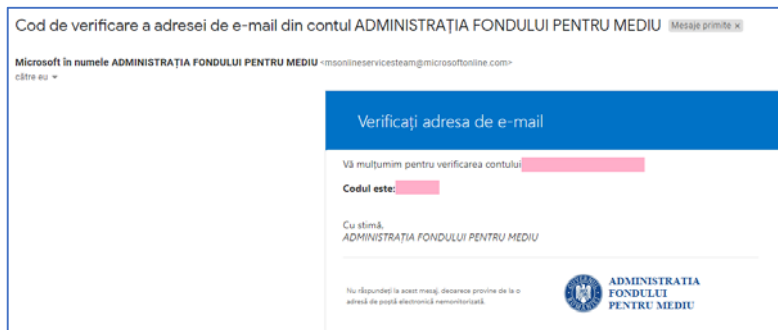 Cod de verificare a adresei de e-mail din contul ADMINISTRAȚIA FONDULUI PENTRU MEDIU Mesaje primite ×
Microsoft în numele ADMINISTRAȚIA FONDULUI PENTRU MEDIU <msonlineservicesteam@microsoftonline.com>
către eu
Verificați adresa de e-mail
Vă mulțumim pentru verificarea contului
Codul este:
Cu stimă,
ADMINISTRAȚIA FONDULUI PENTRU MEDIU
Nu răspundeți la acest mesaj, deoarece provine de la o
adresă de poștă electronică nemonitorizată.
ADMINISTRATIA
FONDULUI
PENTRU MEDIU